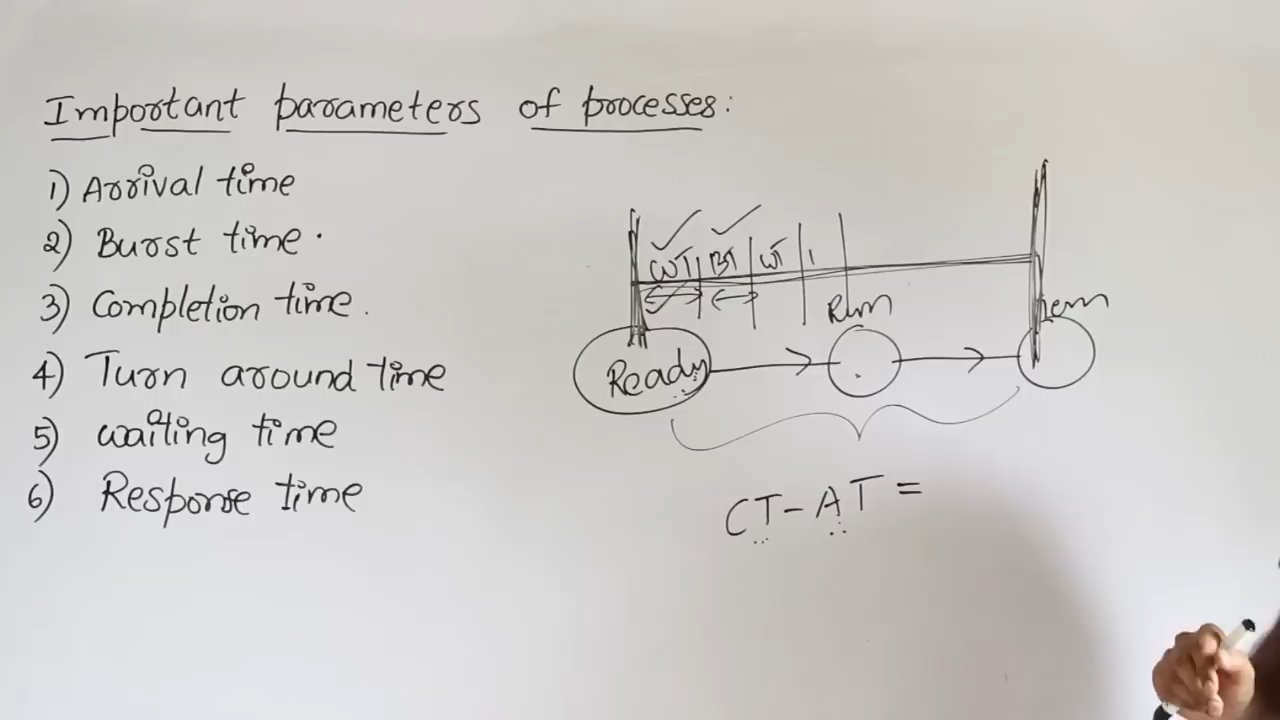 Important parameters of processes:
1) Arrival time
2) Burst time.
3) Completion time.
4) Turn around time
5) waiting time
6) Response time
WT BT WT
Run
Ready
CT-AT=